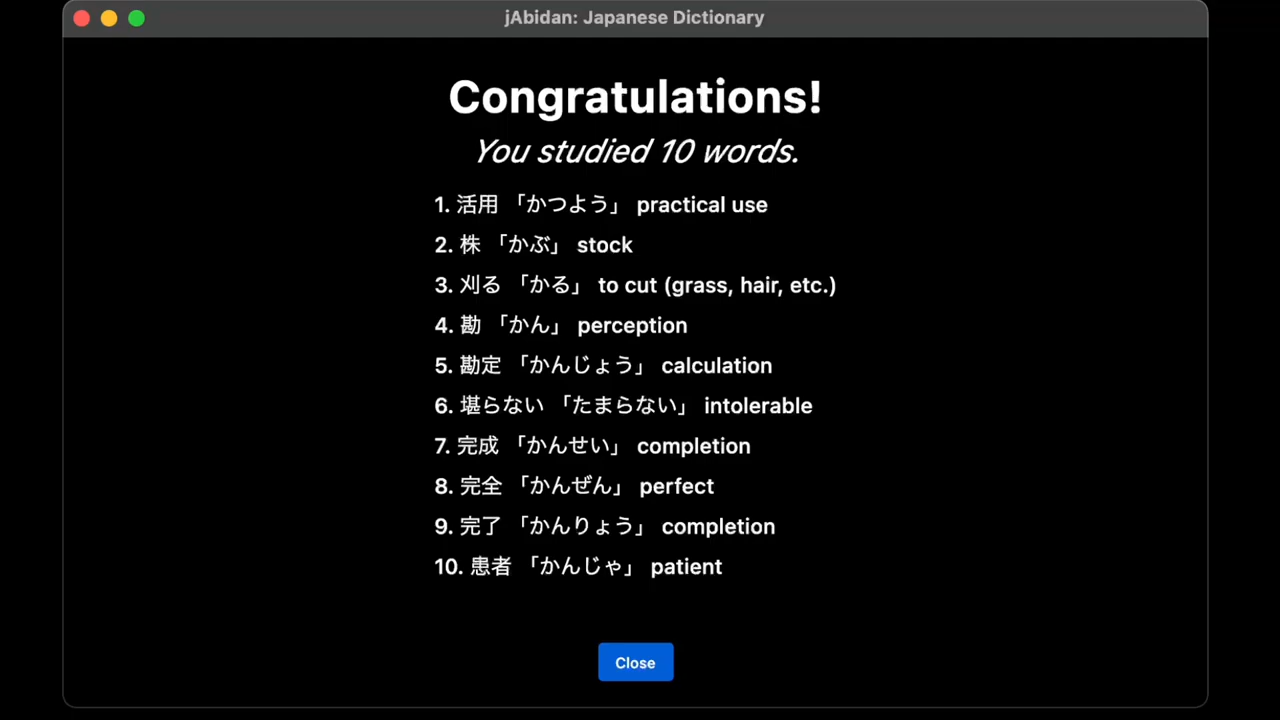 jAbidan: Japanese Dictionary
Congratulations!
You studied 10 words.
1. 活用 「かつよう」 practical use
2. 株 「かぶ」 stock
3. 刈る 「かる」 to cut (grass, hair, etc.)
4. 勘 「かん」 perception
5. 勘定 「かんじょう」 calculation
6. 堪らない 「たまらない」 intolerable
7. 完成 「かんせい」 completion
8. 完全 「かんぜん」 perfect
9. 完了 「かんりょう」 completion
10. 患者 「かんじゃ」 patient
Close